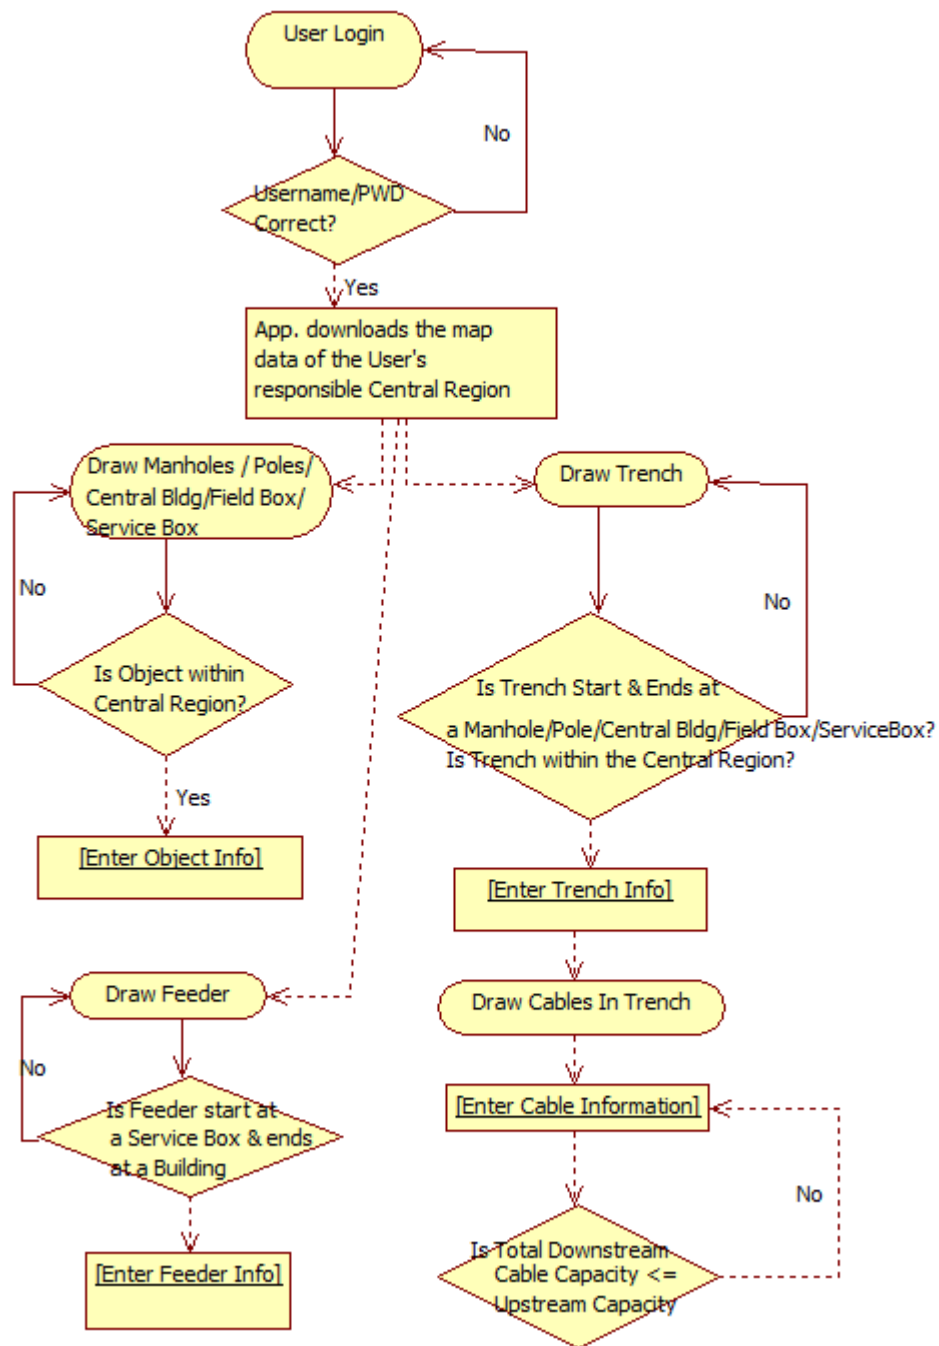 User Login
No
Username/PWD
Correct?
Yes
App. downloads the map
data of the User's
responsible Central Region
Draw Manholes / Poles/
Central Bldg/Field Box/
Service Box
Draw Trench
No
No
Is Object within
Central Region?
Is Trench Start & Ends at
a Manhole/Pole/Central Bldg/Field Box/ServiceBox?
Is Trench within the Central Region?
Yes
[Enter Object Info]
[Enter Trench Info]
Draw Feeder
Draw Cables In Trench
No
[Enter Cable Information]
Is Feeder start at
a Service Box & ends
at a Building
No
Is Total Downstream
Cable Capacity <=
Upstream Capacity
[Enter Feeder Info]